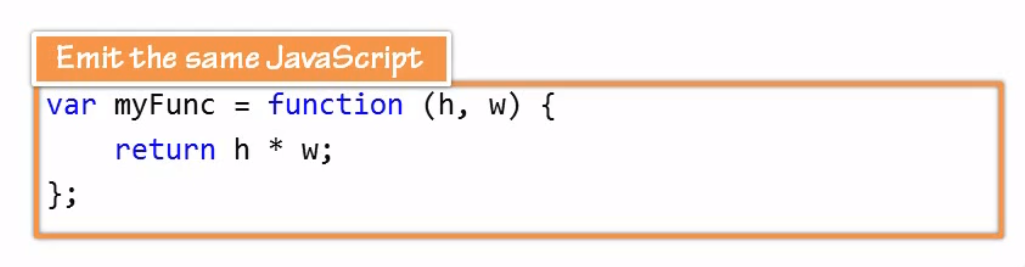 Emit the same JavaScript
var myFunc = function (h, w) {
    return h * w;
};